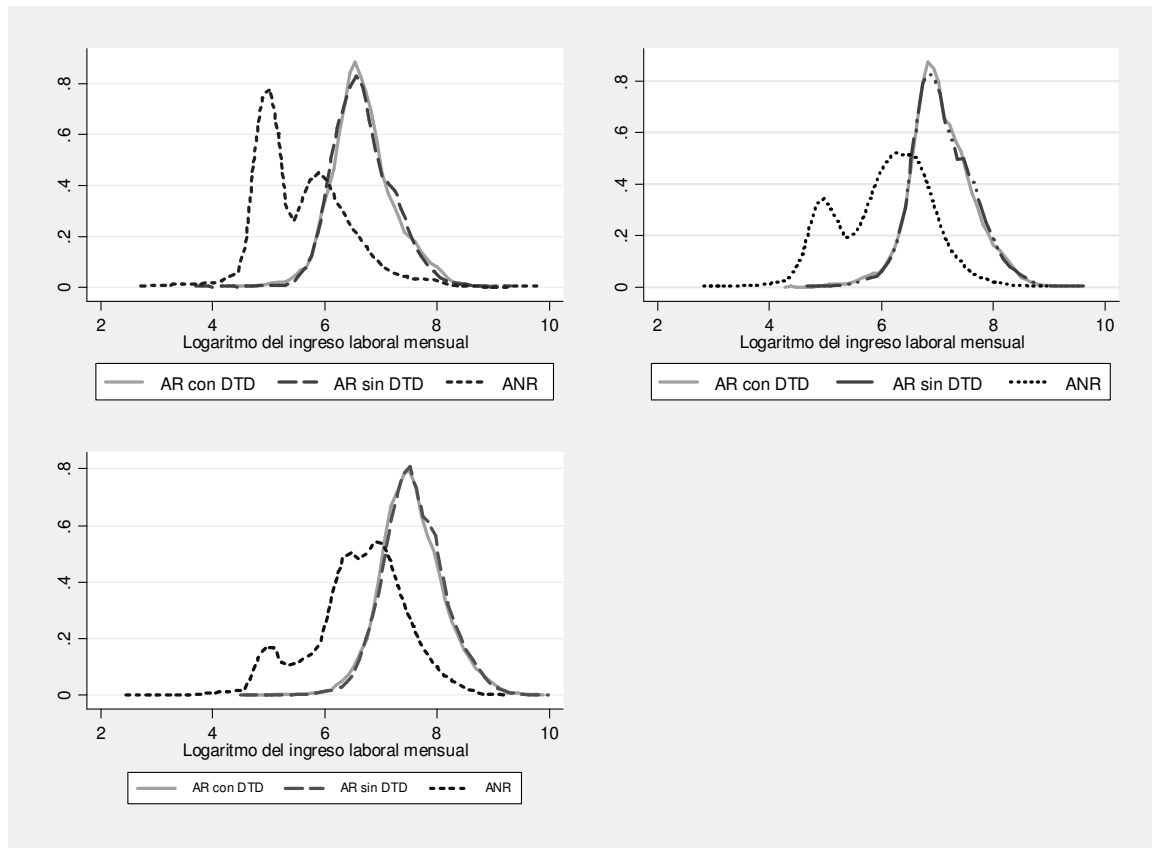 .8
.6
.4
.2
0
2 4 6 8 10
Logaritmo del ingreso laboral mensual
AR con DTD AR sin DTD ANR
.8
.6
.4
.2
0
2 4 6 8 10
Logaritmo del ingreso laboral mensual
AR con DTD AR sin DTD ANR
.8
.6
.4
.2
0
2 4 6 8 10
Logaritmo del ingreso laboral mensual
AR con DTD AR sin DTD ANR